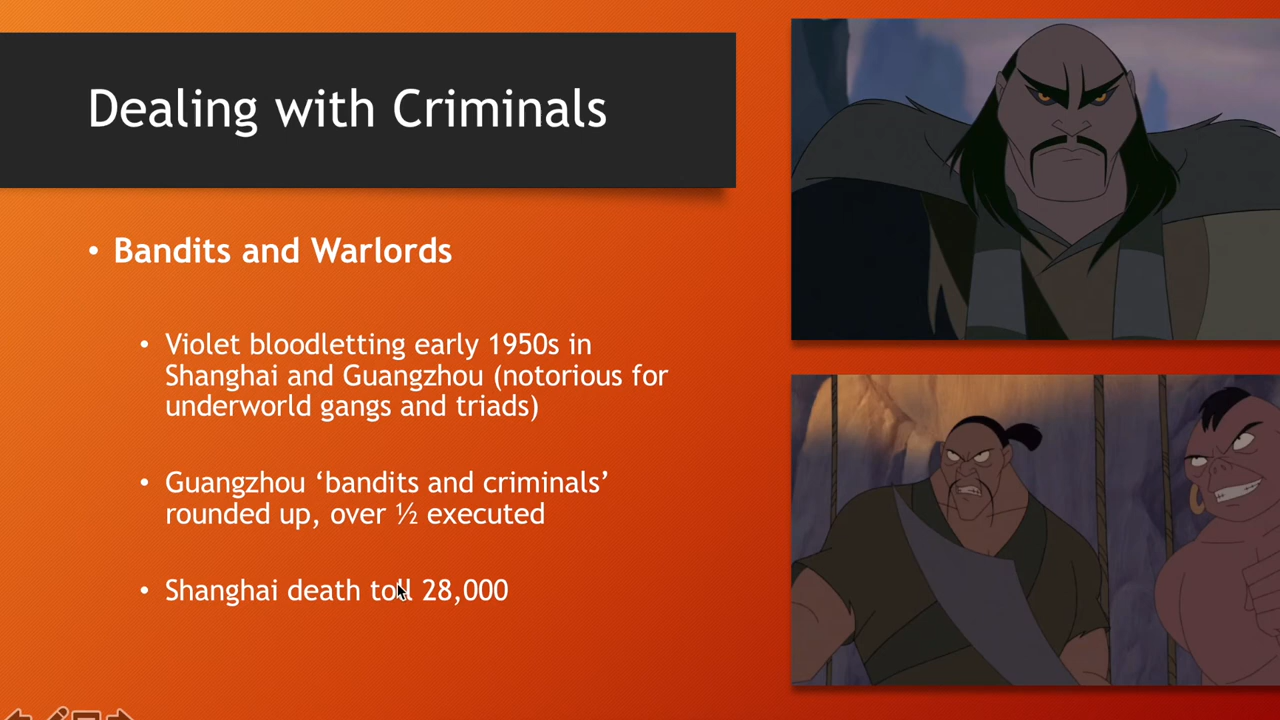 Dealing with Criminals
• Bandits and Warlords
• Violet bloodletting early 1950s in
Shanghai and Guangzhou (notorious for
underworld gangs and triads)
• Guangzhou ‘bandits and criminals’
rounded up, over ½ executed
• Shanghai death toll 28,000